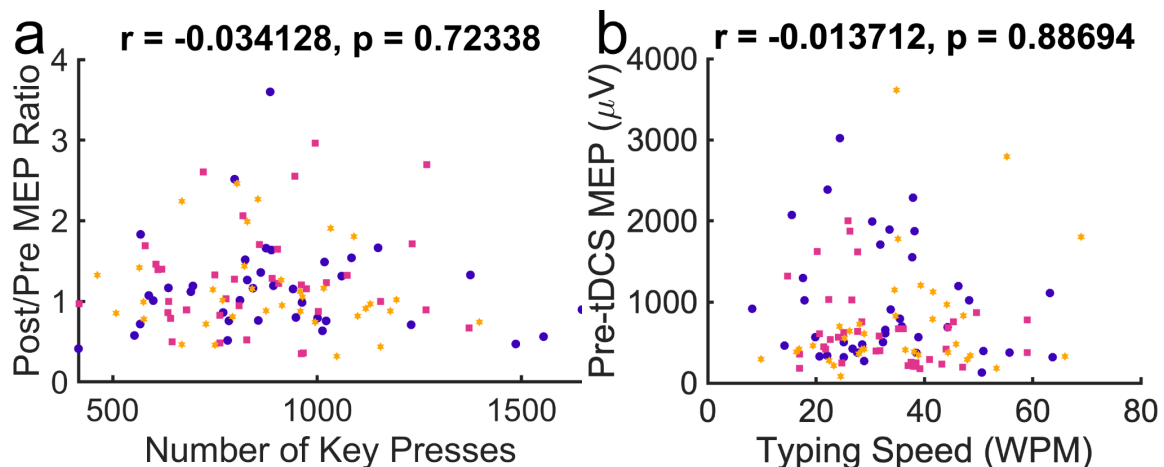 a
r = -0.034128, p = 0.72338
Post/Pre MEP Ratio
4
3
2
1
0
500
1000
1500
Number of Key Presses
b
r = -0.013712, p = 0.88694
Pre-tDCS MEP (μV)
4000
3000
2000
1000
0
0
20
40
60
80
Typing Speed (WPM)